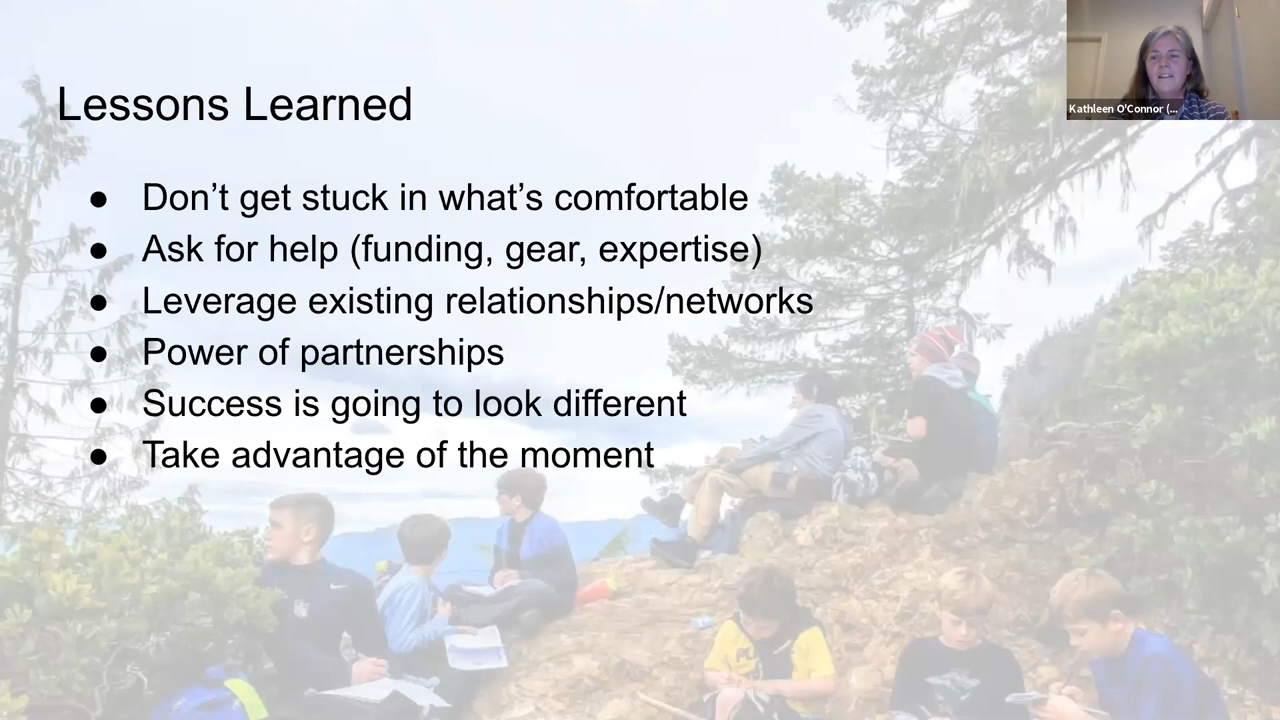 Lessons Learned
● Don’t get stuck in what’s comfortable
● Ask for help (funding, gear, expertise)
● Leverage existing relationships/networks
● Power of partnerships
● Success is going to look different
● Take advantage of the moment
Kathleen O'Connor (...